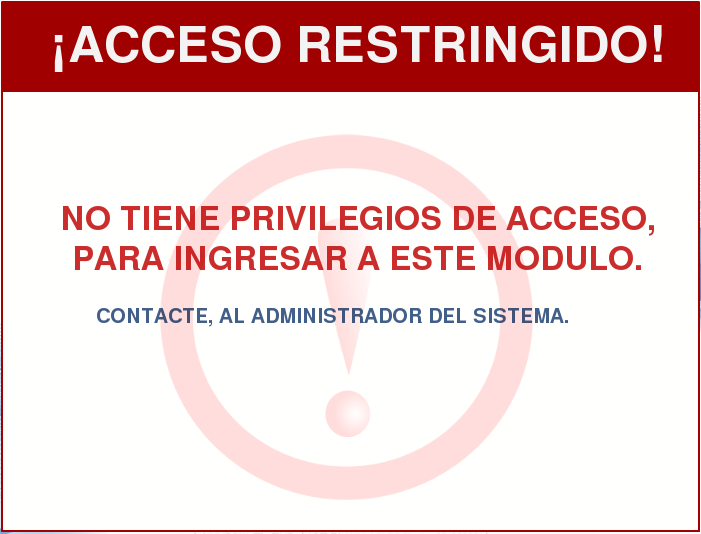 ¡ACCESO RESTRINGIDO!
NO TIENE PRIVILEGIOS DE ACCESO,
PARA INGRESAR A ESTE MODULO.
CONTACTE, AL ADMINISTRADOR DEL SISTEMA.